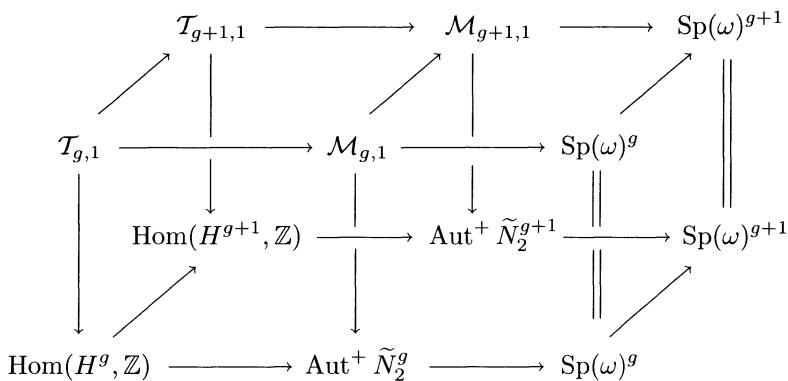 𝒯_{g+1,1} ⟶ ℳ_{g+1,1} ⟶ Sp(ω)^{g+1}
𝒯_{g,1} ⟶ ℳ_{g,1} ⟶ Sp(ω)^g
Hom(H^{g+1}, ℤ) ⟶ Aut^+ Ñ_2^{g+1} ⟶ Sp(ω)^{g+1}
Hom(H^g, ℤ) ⟶ Aut^+ Ñ_2^g ⟶ Sp(ω)^g